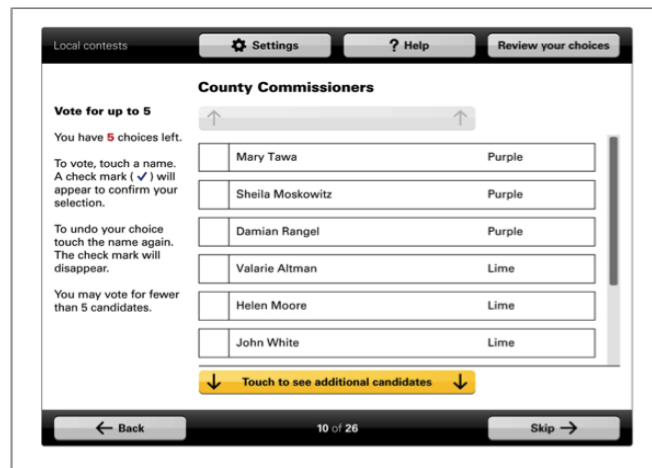 Local contests
Settings
? Help
Review your choices
County Commissioners
Vote for up to 5
You have 5 choices left.
To vote, touch a name.
A check mark ( ✓ ) will
appear to confirm your
selection.
To undo your choice
touch the name again.
The check mark will
disappear.
You may vote for fewer
than 5 candidates.
Mary Tawa Purple
Sheila Moskowitz Purple
Damian Rangel Purple
Valarie Altman Lime
Helen Moore Lime
John White Lime
↓ Touch to see additional candidates ↓
← Back
10 of 26
Skip →